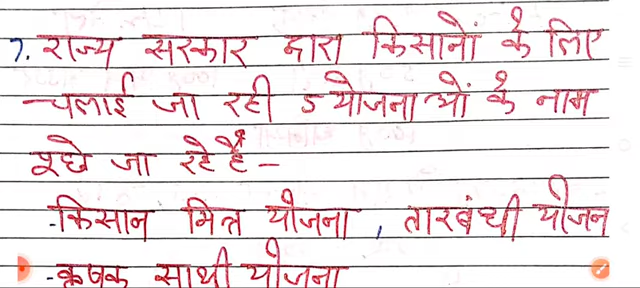 7. राज्य सरकार द्वारा किसानों के लिए
चलाई जा रही 5 योजनाओं के नाम
पूछे जा रहे हैं -
- किसान मित्र योजना, तारबंधी योजन
- कृषक साथी योजना